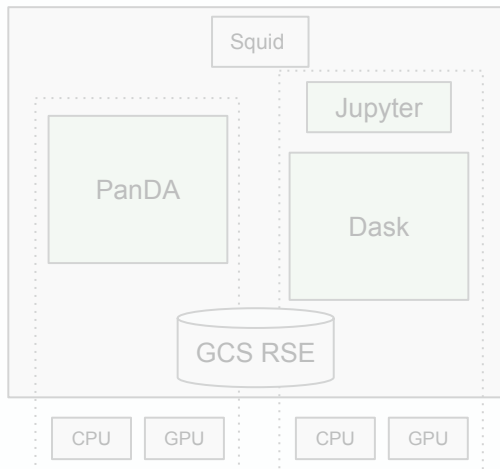 Squid
Jupyter
PanDA
Dask
GCS RSE
CPU
GPU
CPU
GPU